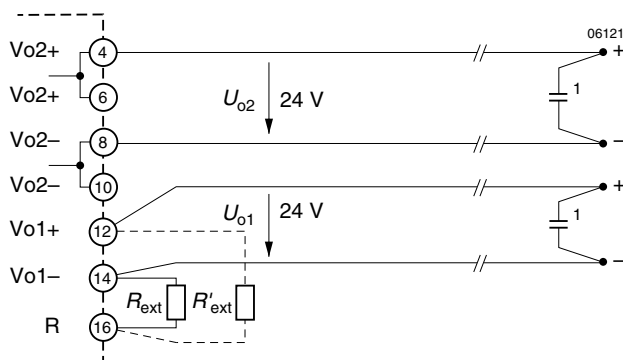 06121
Vo2+ 4 +
Vo2+ 6 Uo2 24 V 1
Vo2– 8 –
Vo2– 10 +
Vo1+ 12 Uo1 24 V 1
Vo1– 14 –
Rext R'ext
R 16